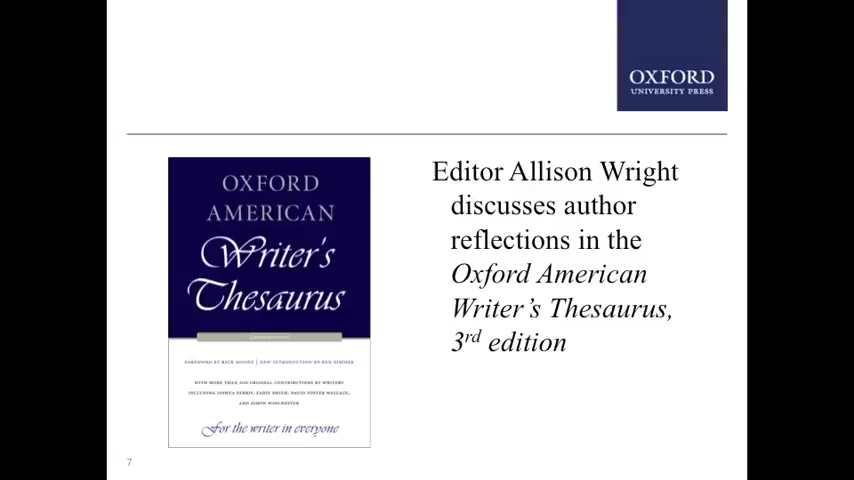 OXFORD
UNIVERSITY PRESS
Editor Allison Wright
discusses author
reflections in the
Oxford American
Writer’s Thesaurus,
3rd edition
OXFORD
AMERICAN
Writer's
Thesaurus
FOREWORD BY RICK MOODY | NEW INTRODUCTION BY BEN ZIMMER
WITH MORE THAN 200 ORIGINAL CONTRIBUTIONS BY WRITERS
INCLUDING JOSHUA FERRIS, ZADIE SMITH, DAVID FOSTER WALLACE,
AND SIMON WINCHESTER
For the writer in everyone
7